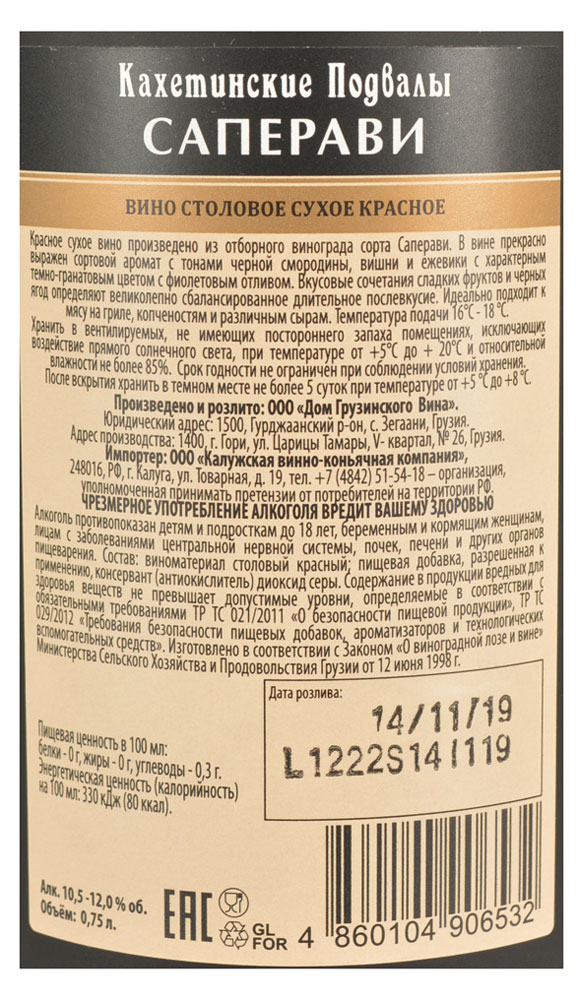 Кахетинские Подвалы
САПЕРАВИ
ВИНО СТОЛОВОЕ СУХОЕ КРАСНОЕ
Красное сухое вино произведено из отборного винограда сорта Саперави. В вине прекрасно
выражен сортовой аромат с тонами черной смородины, вишни и ежевики с характерным
темно-гранатовым цветом с фиолетовым отливом. Вкусовые сочетания сладких фруктов и черных
ягод определяют великолепно сбалансированное длительное послевкусие. Идеально подходит к
мясу на гриле, копченостям и различным сырам. Температура подачи 16°С - 18 °С.
Хранить в вентилируемых, не имеющих постороннего запаха помещениях, исключающих
воздействие прямого солнечного света, при температуре от +5°С до + 20°С и относительной
влажности не более 85%. Срок годности не ограничен при соблюдении условий хранения.
После вскрытия хранить в темном месте не более 5 суток при температуре от +5 °С до +8 °С.
Произведено и розлито: ООО «Дом Грузинского Вина».
Юридический адрес: 1500, Гурджаанский р-он, с. Зегаани, Грузия.
Адрес производства: 1400, г. Гори, ул. Царицы Тамары, V- квартал, № 26, Грузия.
Импортер: ООО «Калужская винно-коньячная компания»,
248016, РФ, г. Калуга, ул. Товарная, д. 19, тел. +7 (4842) 51-54-18 – организация,
уполномоченная принимать претензии от потребителей на территории РФ.
ЧРЕЗМЕРНОЕ УПОТРЕБЛЕНИЕ АЛКОГОЛЯ ВРЕДИТ ВАШЕМУ ЗДОРОВЬЮ
Алкоголь противопоказан детям и подросткам до 18 лет, беременным и кормящим женщинам,
лицам с заболеваниями центральной нервной системы, почек, печени и других органов
пищеварения. Состав: виноматериал столовый красный; пищевая добавка, разрешенная к
применению, консервант (антиокислитель) диоксид серы. Содержание в продукции вредных для
здоровья веществ не превышает допустимые уровни, определяемые в соответствии с
обязательными требованиями ТР ТС 021/2011 «О безопасности пищевой продукции», ТР ТС
029/2012 «Требования безопасности пищевых добавок, ароматизаторов и технологических
вспомогательных средств». Изготовлено в соответствии с Законом «О виноградной лозе и вине»
Министерства Сельского Хозяйства и Продовольствия Грузии от 12 июня 1998 г.
Дата розлива:
14/11/19
L1222S141119
Пищевая ценность в 100 мл:
белки - 0 г, жиры - 0 г, углеводы - 0,3 г.
Энергетическая ценность (калорийность)
на 100 мл: 330 кДж (80 ккал).
Алк. 10,5 -12,0 % об.
Объём: 0,75 л.
EAC
GL
FOR
4 860104 906532